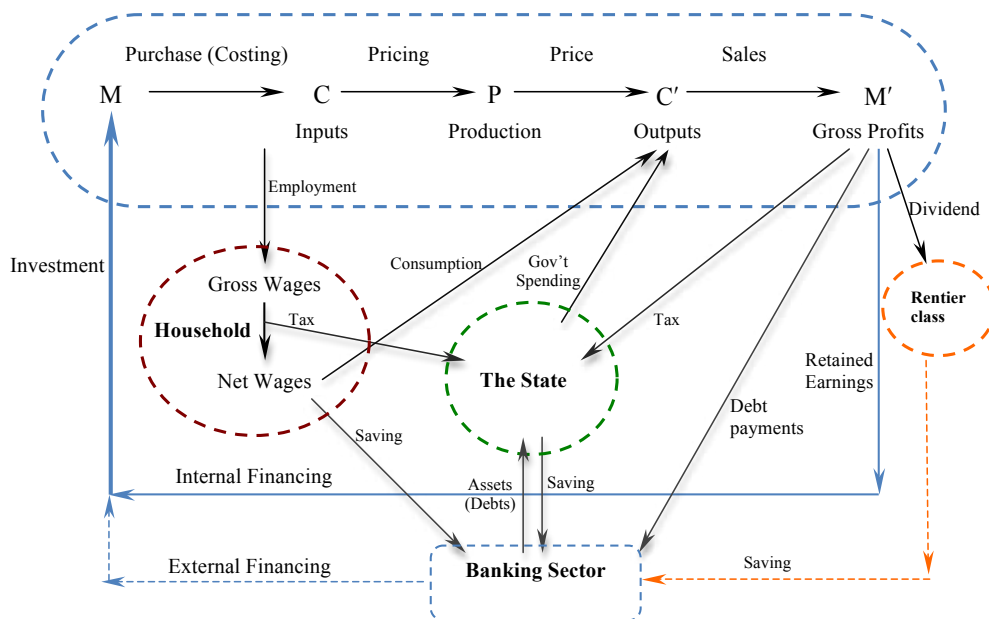 Purchase (Costing) Pricing Price Sales
M C P C′ M′
Inputs Production Outputs Gross Profits
Employment
Dividend
Investment
Consumption
Gov't
Spending
Gross Wages
Rentier
class
Household
Tax
Tax
The State
Net Wages
Retained
Earnings
Debt
payments
Saving
Internal Financing
Assets
(Debts)
Saving
External Financing
Banking Sector
Saving